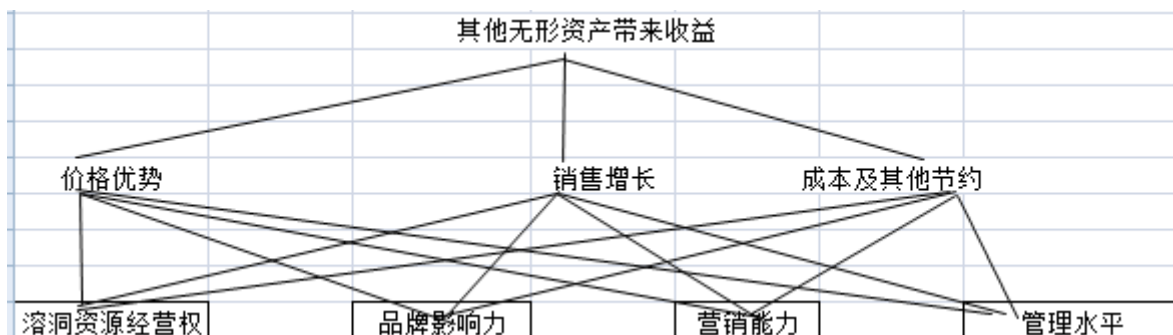 其他无形资产带来收益
价格优势 销售增长 成本及其他节约
溶洞资源经营权 品牌影响力 营销能力 管理水平